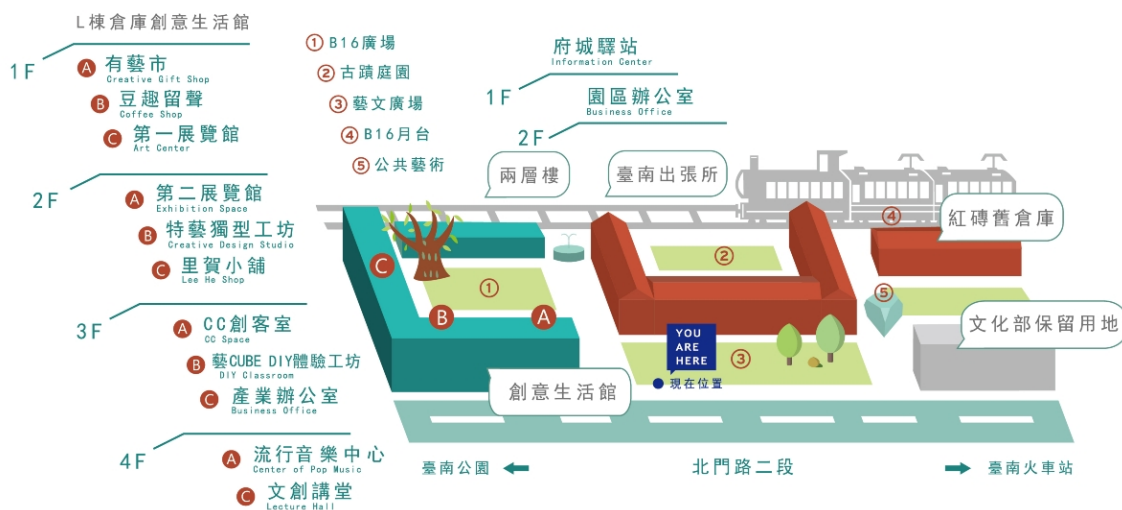 L棟倉庫創意生活館
1F
A 有藝市
Creative Gift Shop
B 豆趣留聲
Coffee Shop
C 第一展覽館
Art Center
2F
A 第二展覽館
Exhibition Space
B 特藝獨型工坊
Creative Design Studio
C 里賀小舖
Lee He Shop
3F
A CC創客室
CC Space
B 藝CUBE DIY體驗工坊
DIY Classroom
C 產業辦公室
Business Office
4F
A 流行音樂中心
Center of Pop Music
C 文創講堂
Lecture Hall
① B16廣場
② 古蹟庭園
③ 藝文廣場
④ B16月台
⑤ 公共藝術
府城驛站
Information Center
1F
園區辦公室
Business Office
2F
兩層樓
臺南出張所
紅磚舊倉庫
文化部保留用地
創意生活館
C
B
A
①
②
③
④
⑤
YOU
ARE
HERE
現在位置
臺南公園
北門路二段
臺南火車站